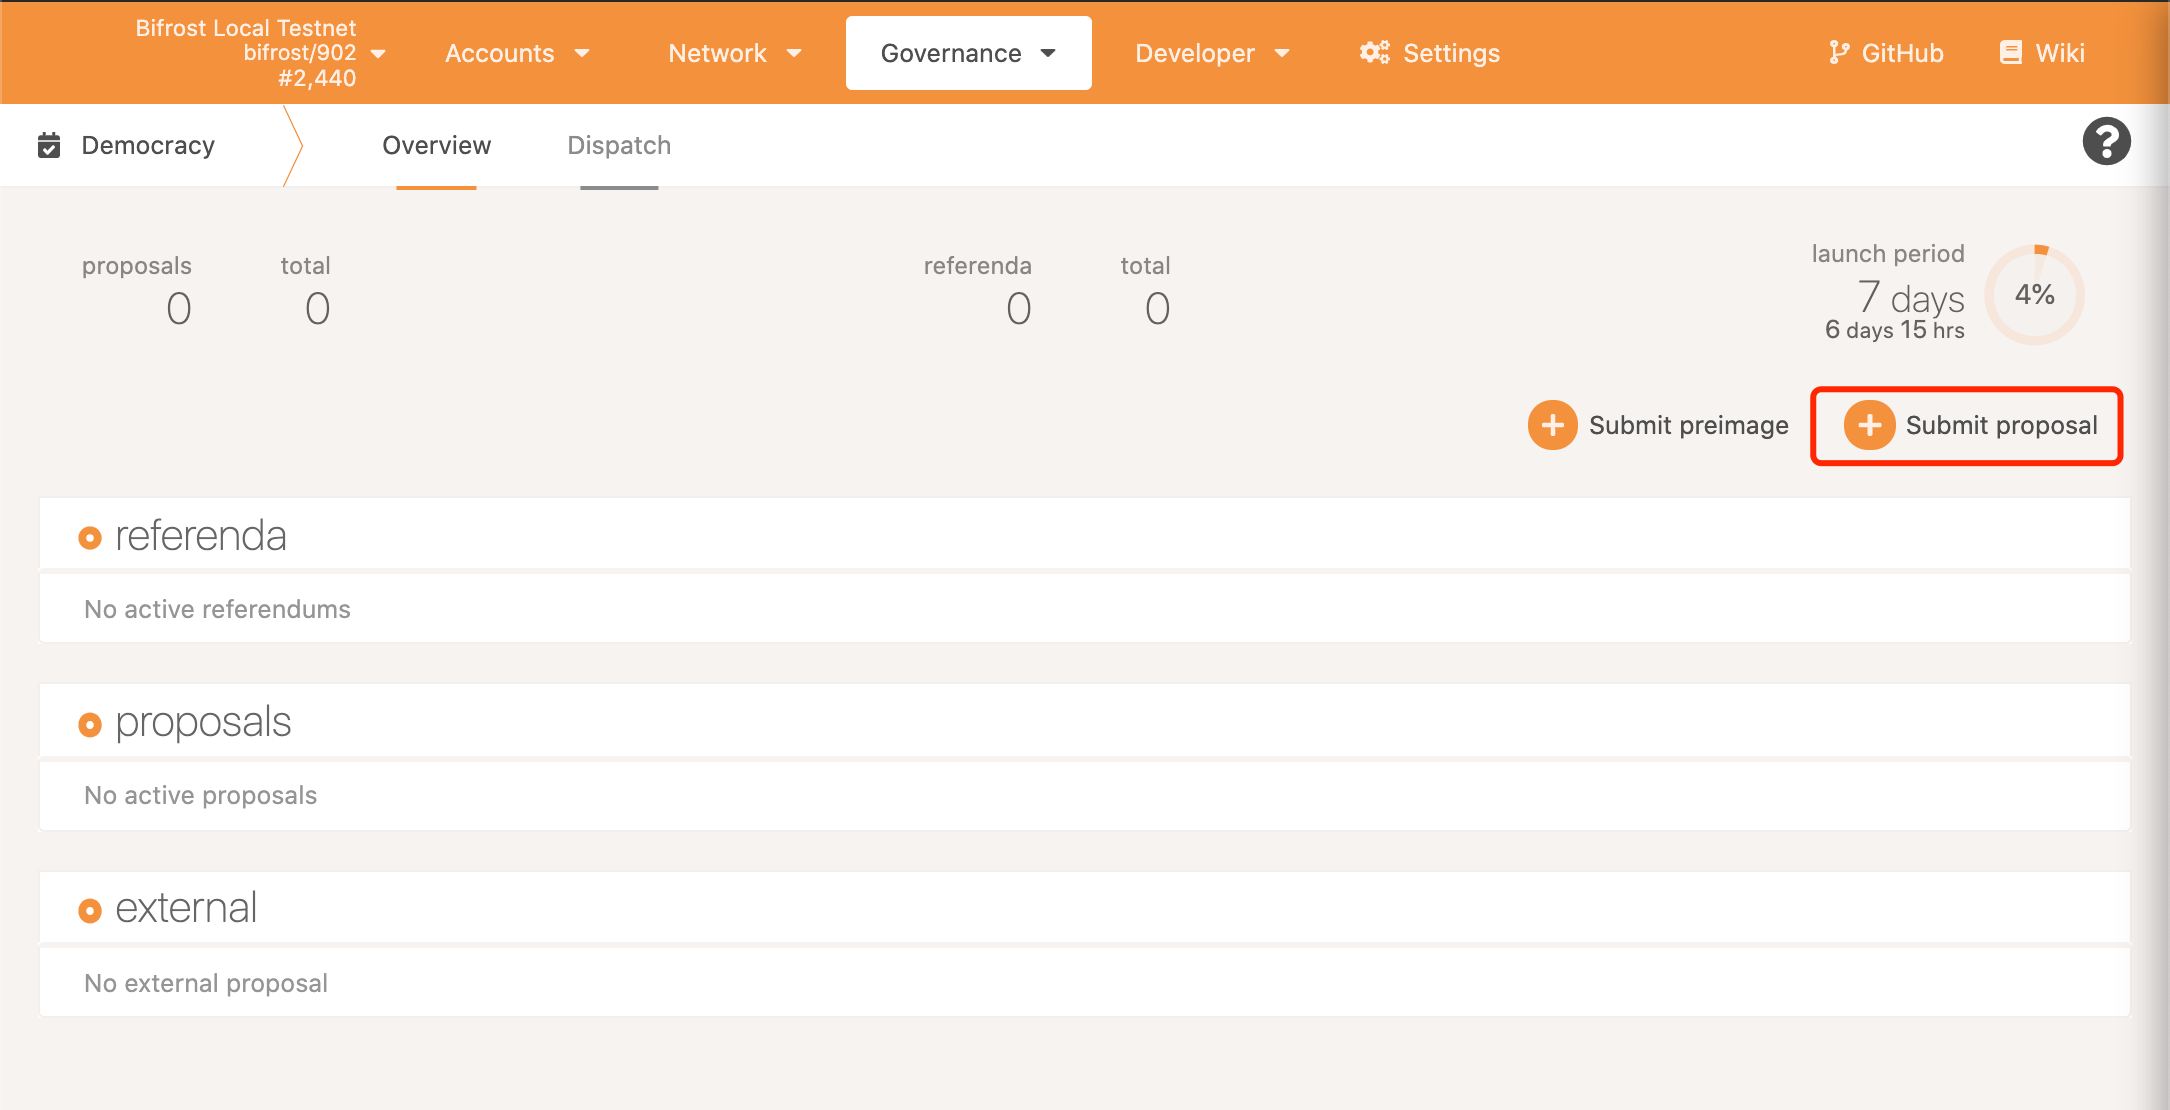 Bifrost Local Testnet
bifrost/902
#2,440
Accounts
Network
Governance
Developer
Settings
GitHub
Wiki
Democracy
Overview
Dispatch
proposals
0
total
0
referenda
0
total
0
launch period
7 days
6 days 15 hrs
4%
Submit preimage
Submit proposal
referenda
No active referendums
proposals
No active proposals
external
No external proposal